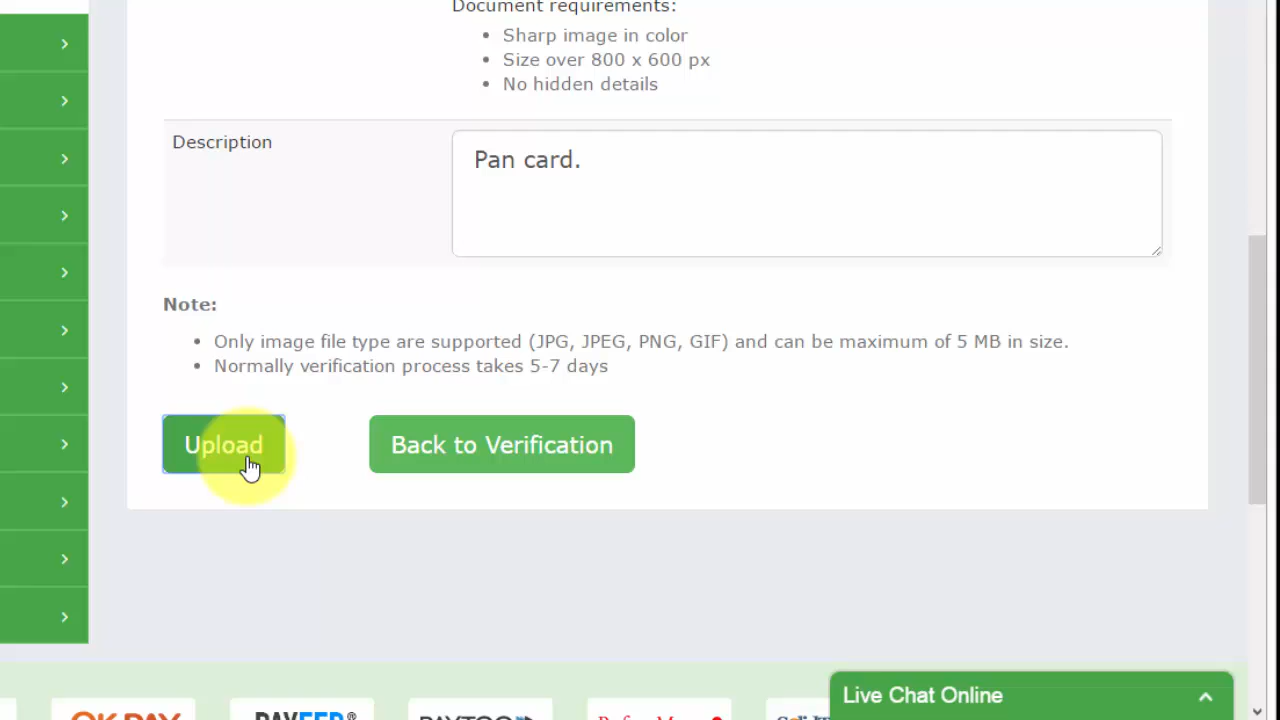 Document requirements:
Sharp image in color
Size over 800 x 600 px
No hidden details
Description
Pan card.
Note:
Only image file type are supported (JPG, JPEG, PNG, GIF) and can be maximum of 5 MB in size.
Normally verification process takes 5-7 days
Upload
Back to Verification
Live Chat Online
OKPAY
PAYEER®